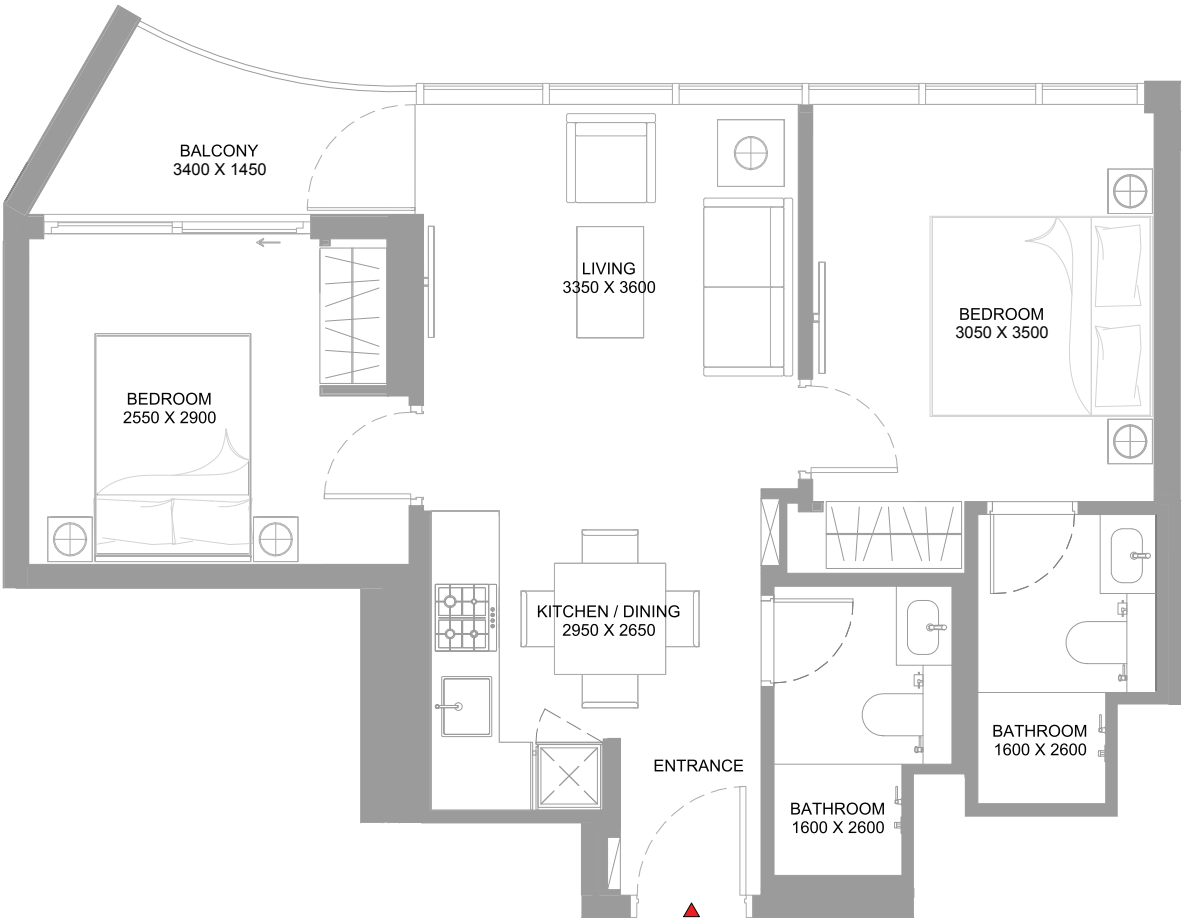 BALCONY
3400 X 1450
LIVING
3350 X 3600
BEDROOM
3050 X 3500
BEDROOM
2550 X 2900
KITCHEN / DINING
2950 X 2650
BATHROOM
1600 X 2600
ENTRANCE
BATHROOM
1600 X 2600